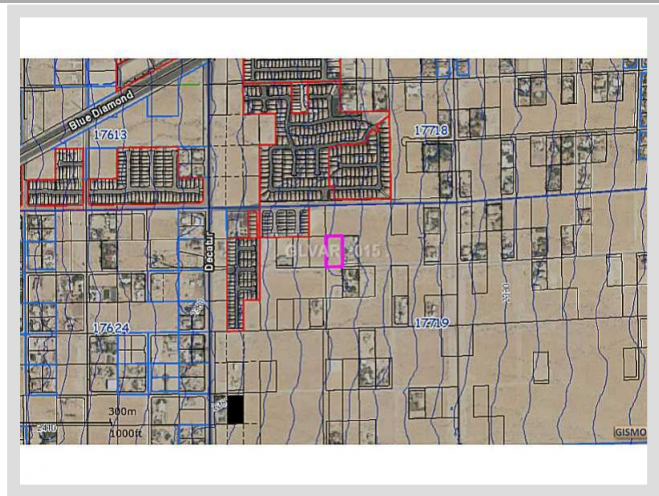 Blue Diamond
17613
17718
Decatur
GLVAR 2015
17624
17719
300m
1000ft
GISMO